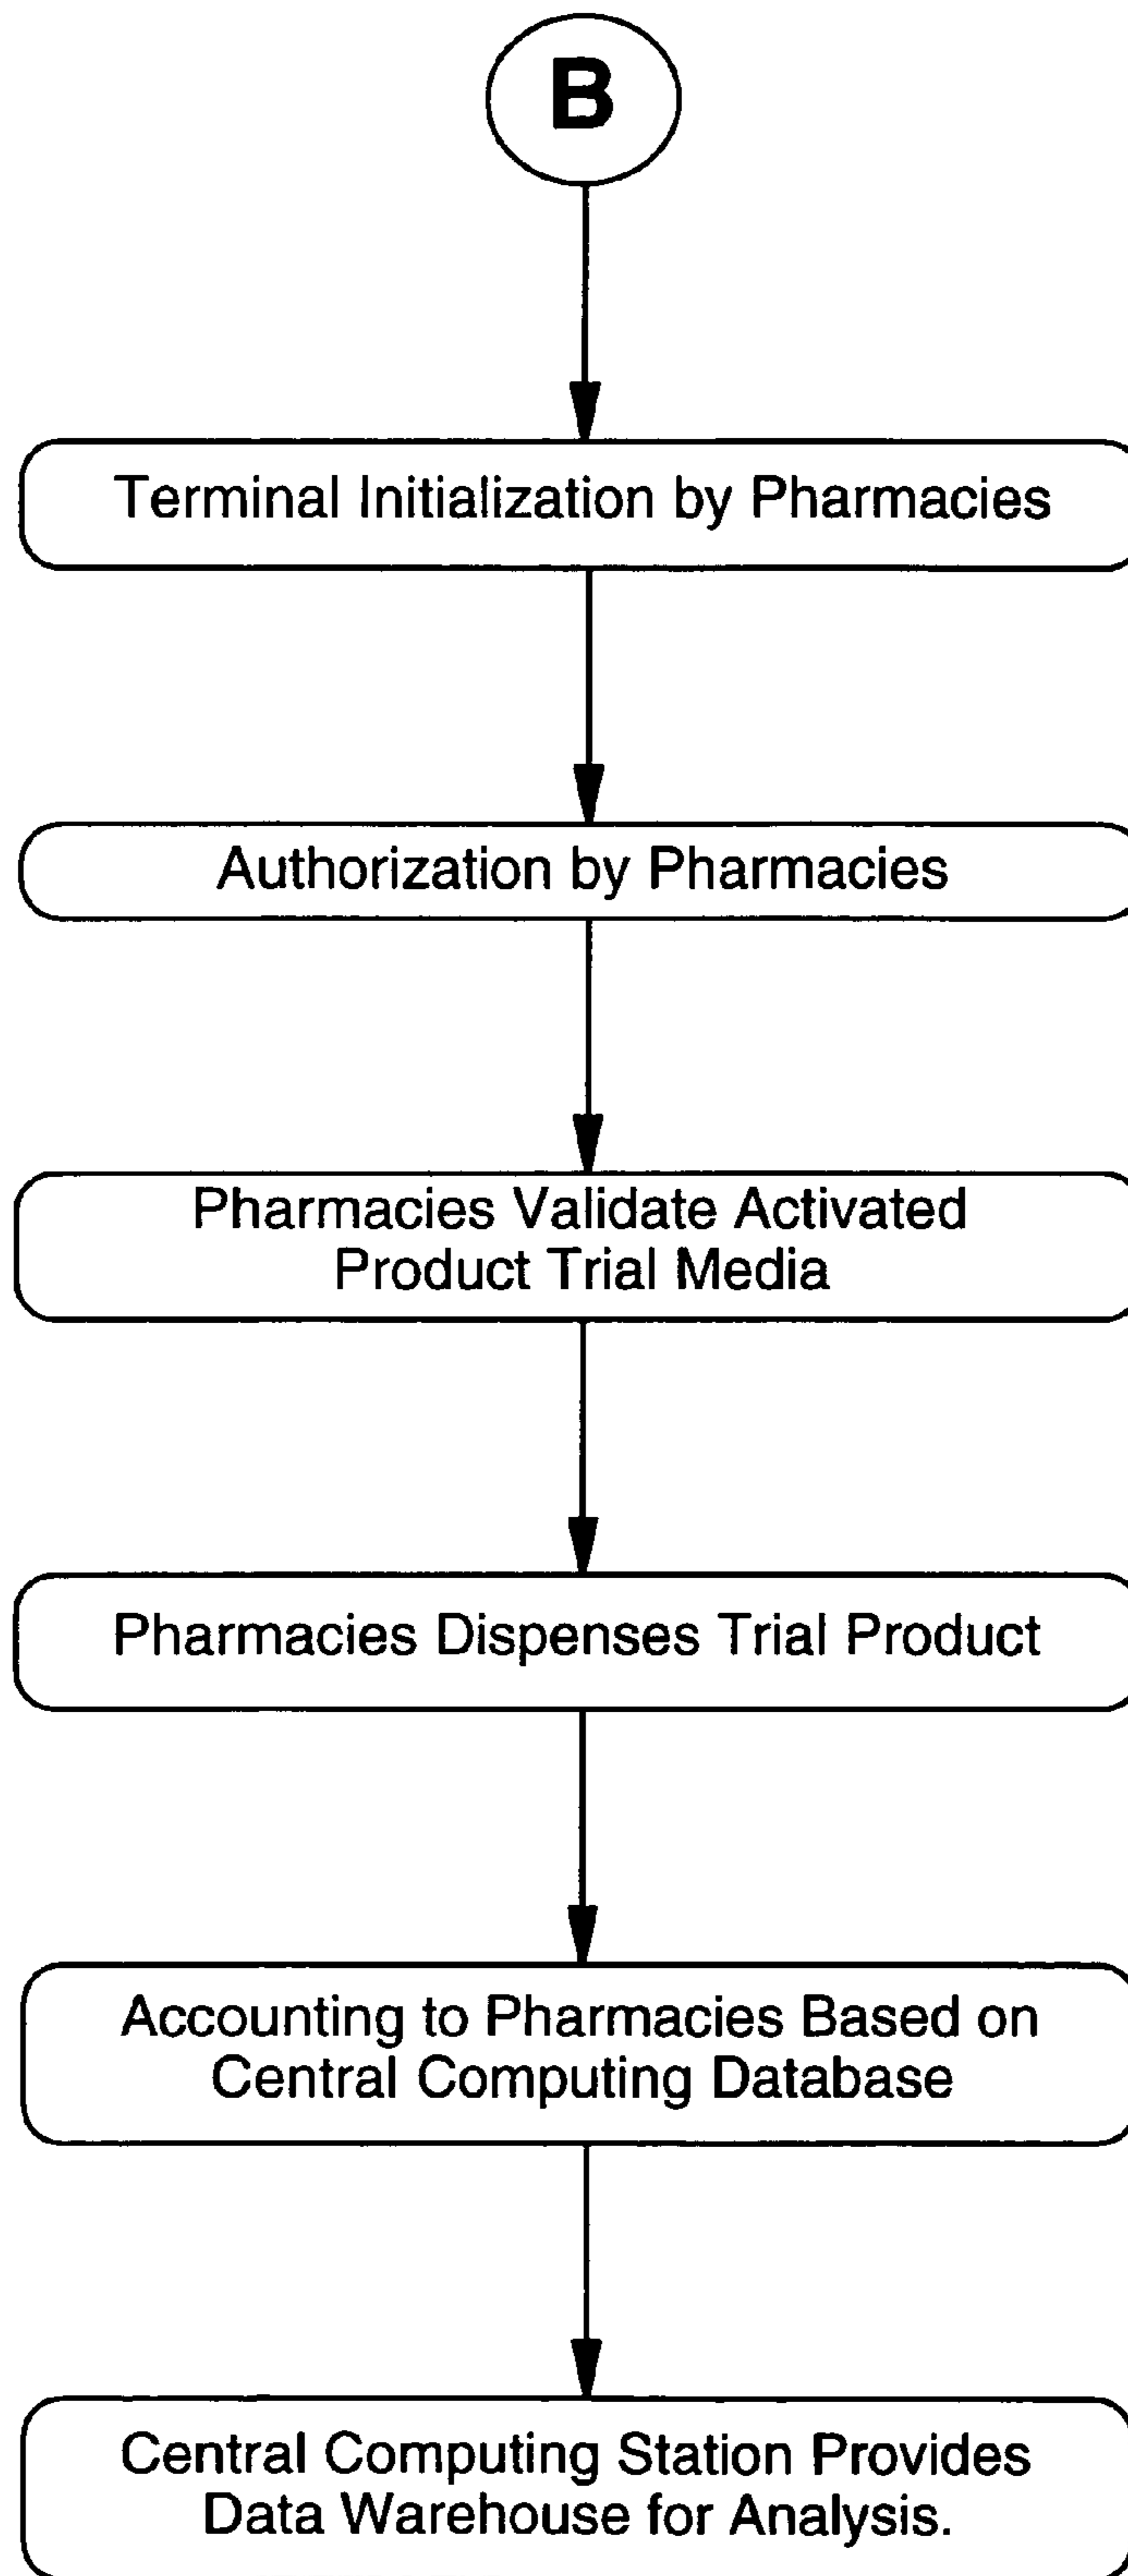 B
Terminal Initialization by Pharmacies
Authorization by Pharmacies
Pharmacies Validate Activated
Product Trial Media
Pharmacies Dispenses Trial Product
Accounting to Pharmacies Based on
Central Computing Database
Central Computing Station Provides
Data Warehouse for Analysis.